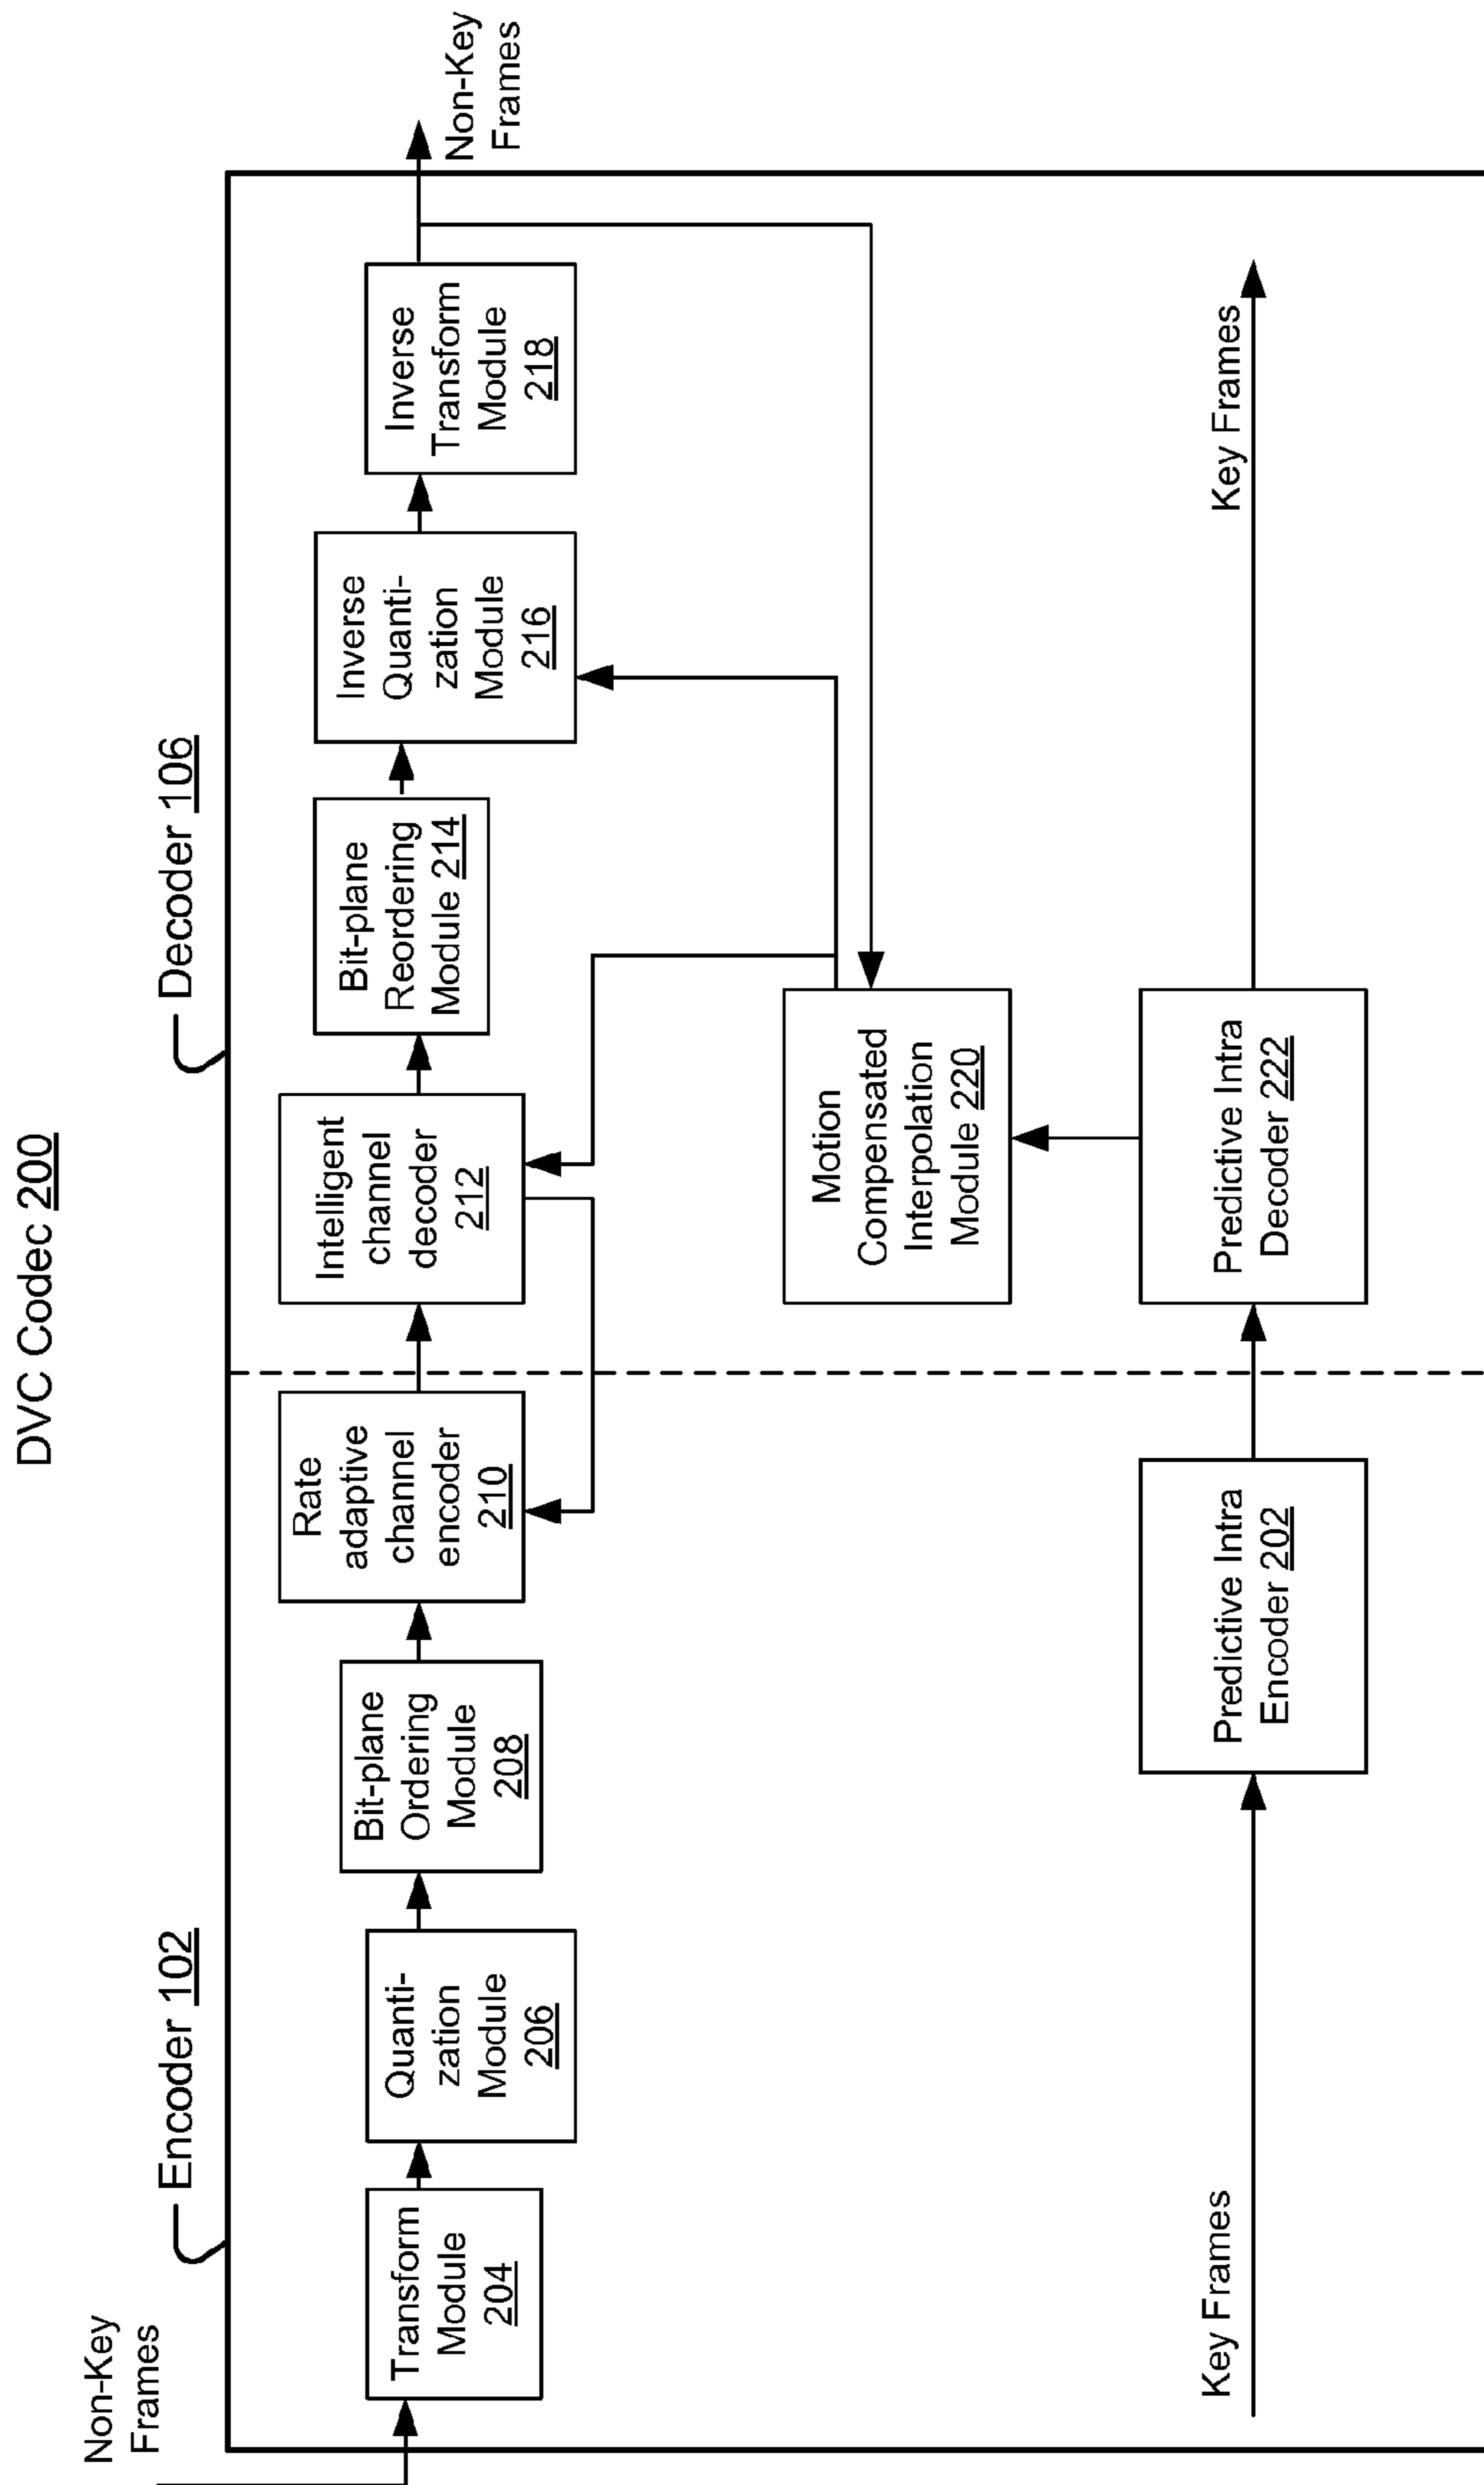 DVC Codec 200
Encoder 102
Decoder 106
Non-Key
Frames
Transform
Module
204
Quanti-
zation
Module
206
Bit-plane
Ordering
Module
208
Rate
adaptive
channel
encoder
210
Intelligent
channel
decoder
212
Bit-plane
Reordering
Module 214
Inverse
Quanti-
zation
Module
216
Inverse
Transform
Module
218
Non-Key
Frames
Motion
Compensated
Interpolation
Module 220
Key Frames
Predictive Intra
Encoder 202
Predictive Intra
Decoder 222
Key Frames